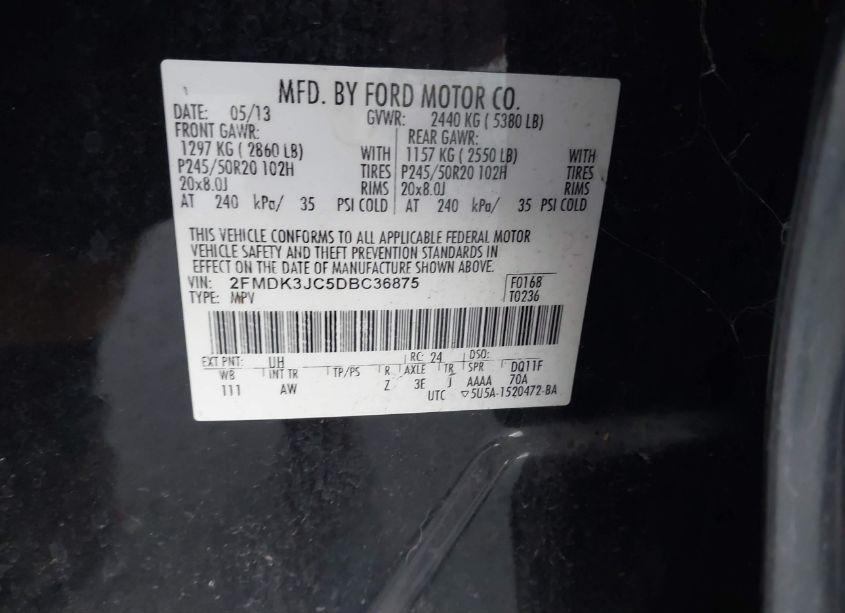 MFD. BY FORD MOTOR CO.
DATE: 05/13 GVWR: 2440 KG ( 5380 LB)
FRONT GAWR: REAR GAWR:
1297 KG ( 2860 LB) WITH 1157 KG ( 2550 LB) WITH
P245/50R20 102H TIRES P245/50R20 102H TIRES
20x8.0J RIMS 20x8.0J RIMS
AT 240 kPa/ 35 PSI COLD AT 240 kPa/ 35 PSI COLD
THIS VEHICLE CONFORMS TO ALL APPLICABLE FEDERAL MOTOR
VEHICLE SAFETY AND THEFT PREVENTION STANDARDS IN
EFFECT ON THE DATE OF MANUFACTURE SHOWN ABOVE.
VIN: 2FMDK3JC5DBC36875 F0168
TYPE: MPV T0236
EXT PNT: UH RC: 24 DSO:
WB INT TR TP/PS R AXLE TR SPR DQ11F
111 AW Z 3E J AAAA 70A
UTC ▽5U5A-1520472-BA